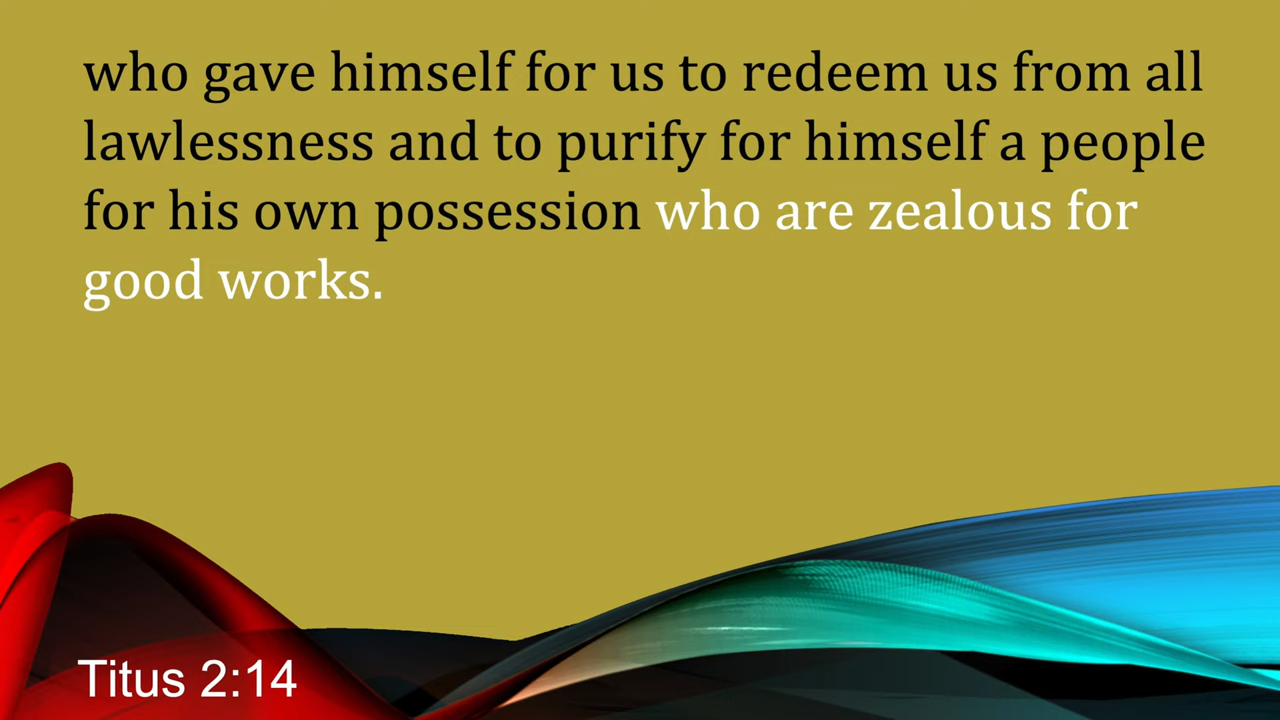 who gave himself for us to redeem us from all
lawlessness and to purify for himself a people
for his own possession who are zealous for
good works.
Titus 2:14